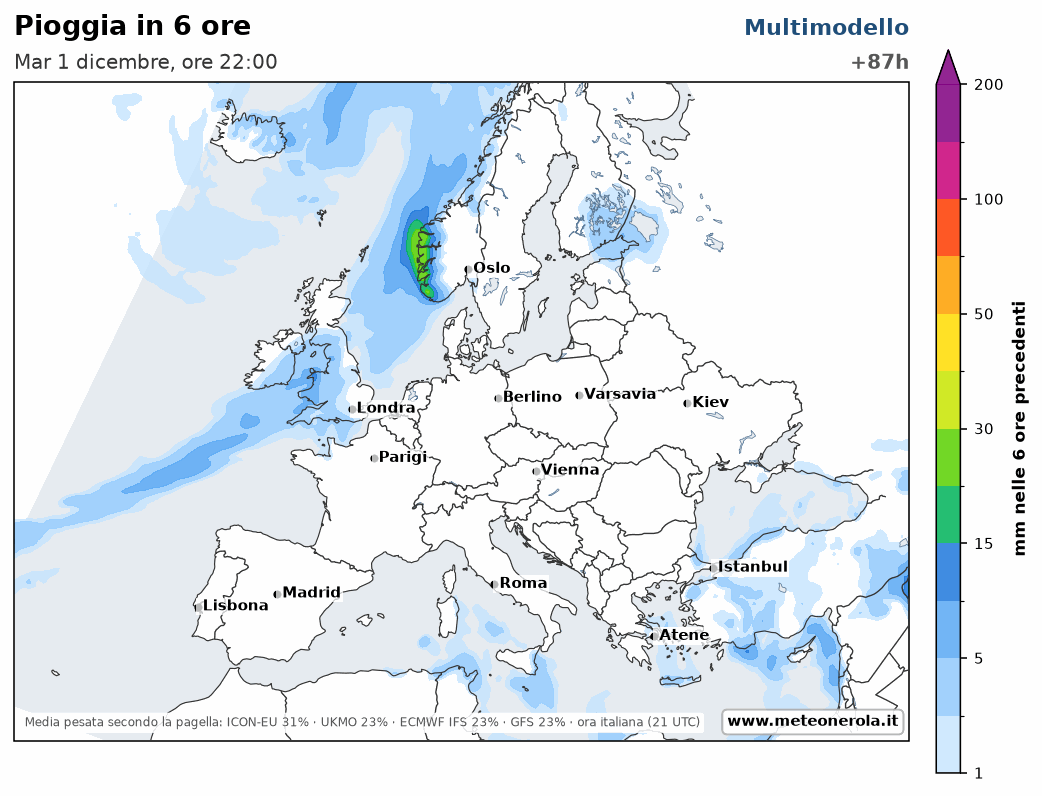 Pioggia in 6 ore
Multimodello
Mar 1 dicembre, ore 22:00
+87h
200
100
50
30
15
5
1
mm nelle 6 ore precedenti
Oslo
Londra
Berlino
Varsavia
Kiev
Parigi
Vienna
Istanbul
Roma
Madrid
Lisbona
Atene
Media pesata secondo la pagella: ICON-EU 31% · UKMO 23% · ECMWF IFS 23% · GFS 23% · ora italiana (21 UTC)
www.meteonerola.it